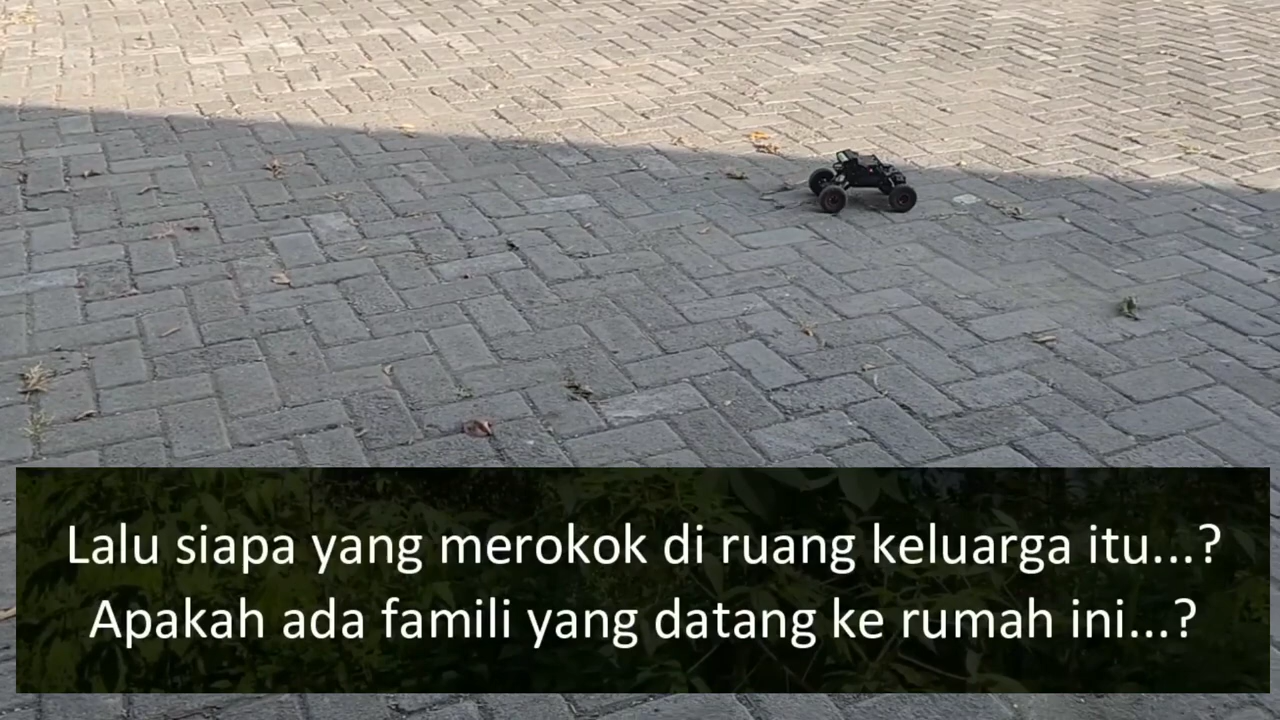 Lalu siapa yang merokok di ruang keluarga itu...?
Apakah ada famili yang datang ke rumah ini...?